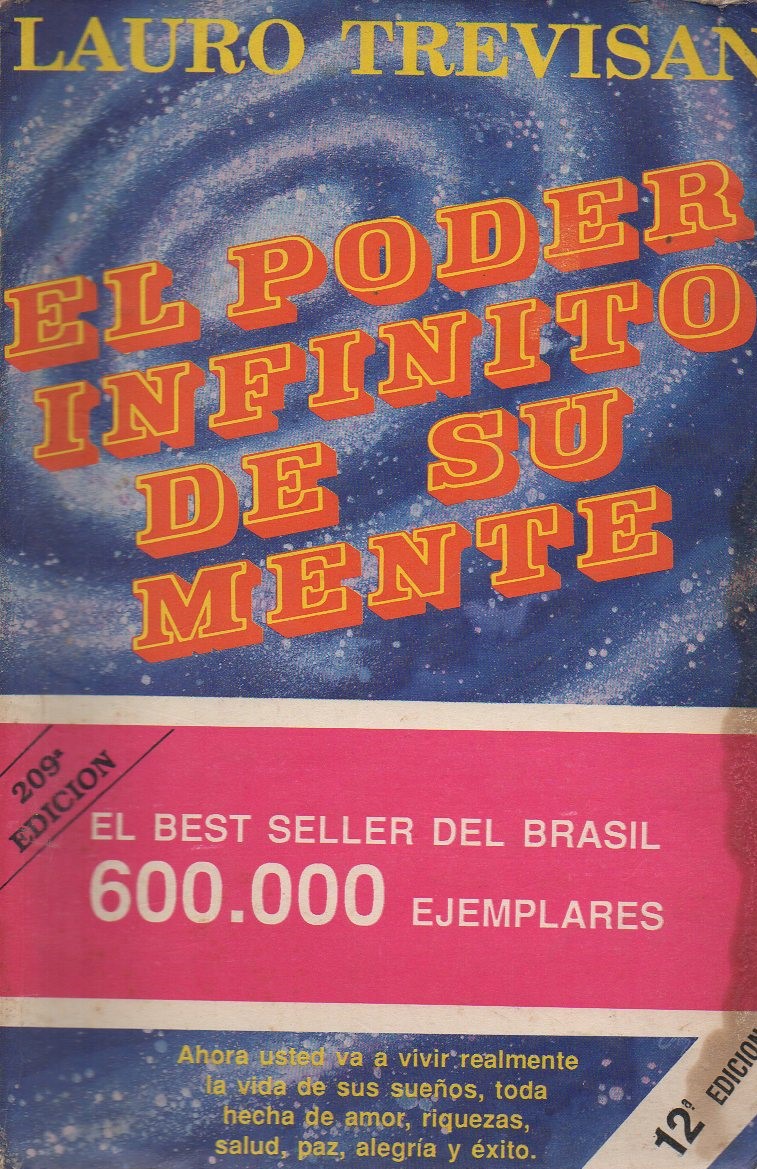 LAURO TREVISAN
EL PODER
INFINITO
DE SU
MENTE
209ª
EDICION
EL BEST SELLER DEL BRASIL
600.000 EJEMPLARES
Ahora usted va a vivir realmente
la vida de sus sueños, toda
hecha de amor, riquezas,
salud, paz, alegría y éxito.
12ª EDICION